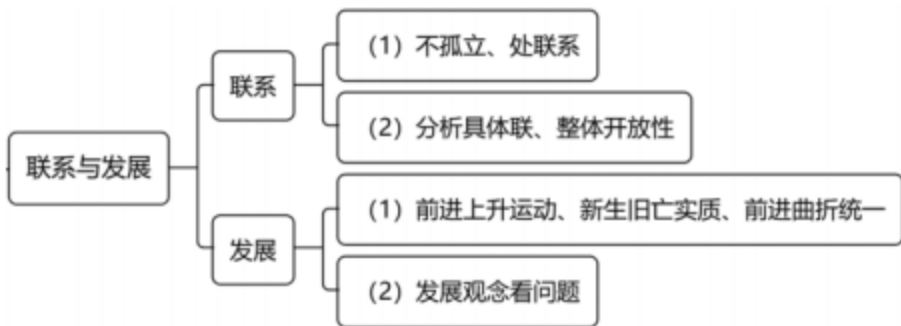 联系与发展
联系
(1) 不孤立、处联系
(2) 分析具体联、整体开放性
发展
(1) 前进上升运动、新生旧亡实质、前进曲折统一
(2) 发展观念看问题